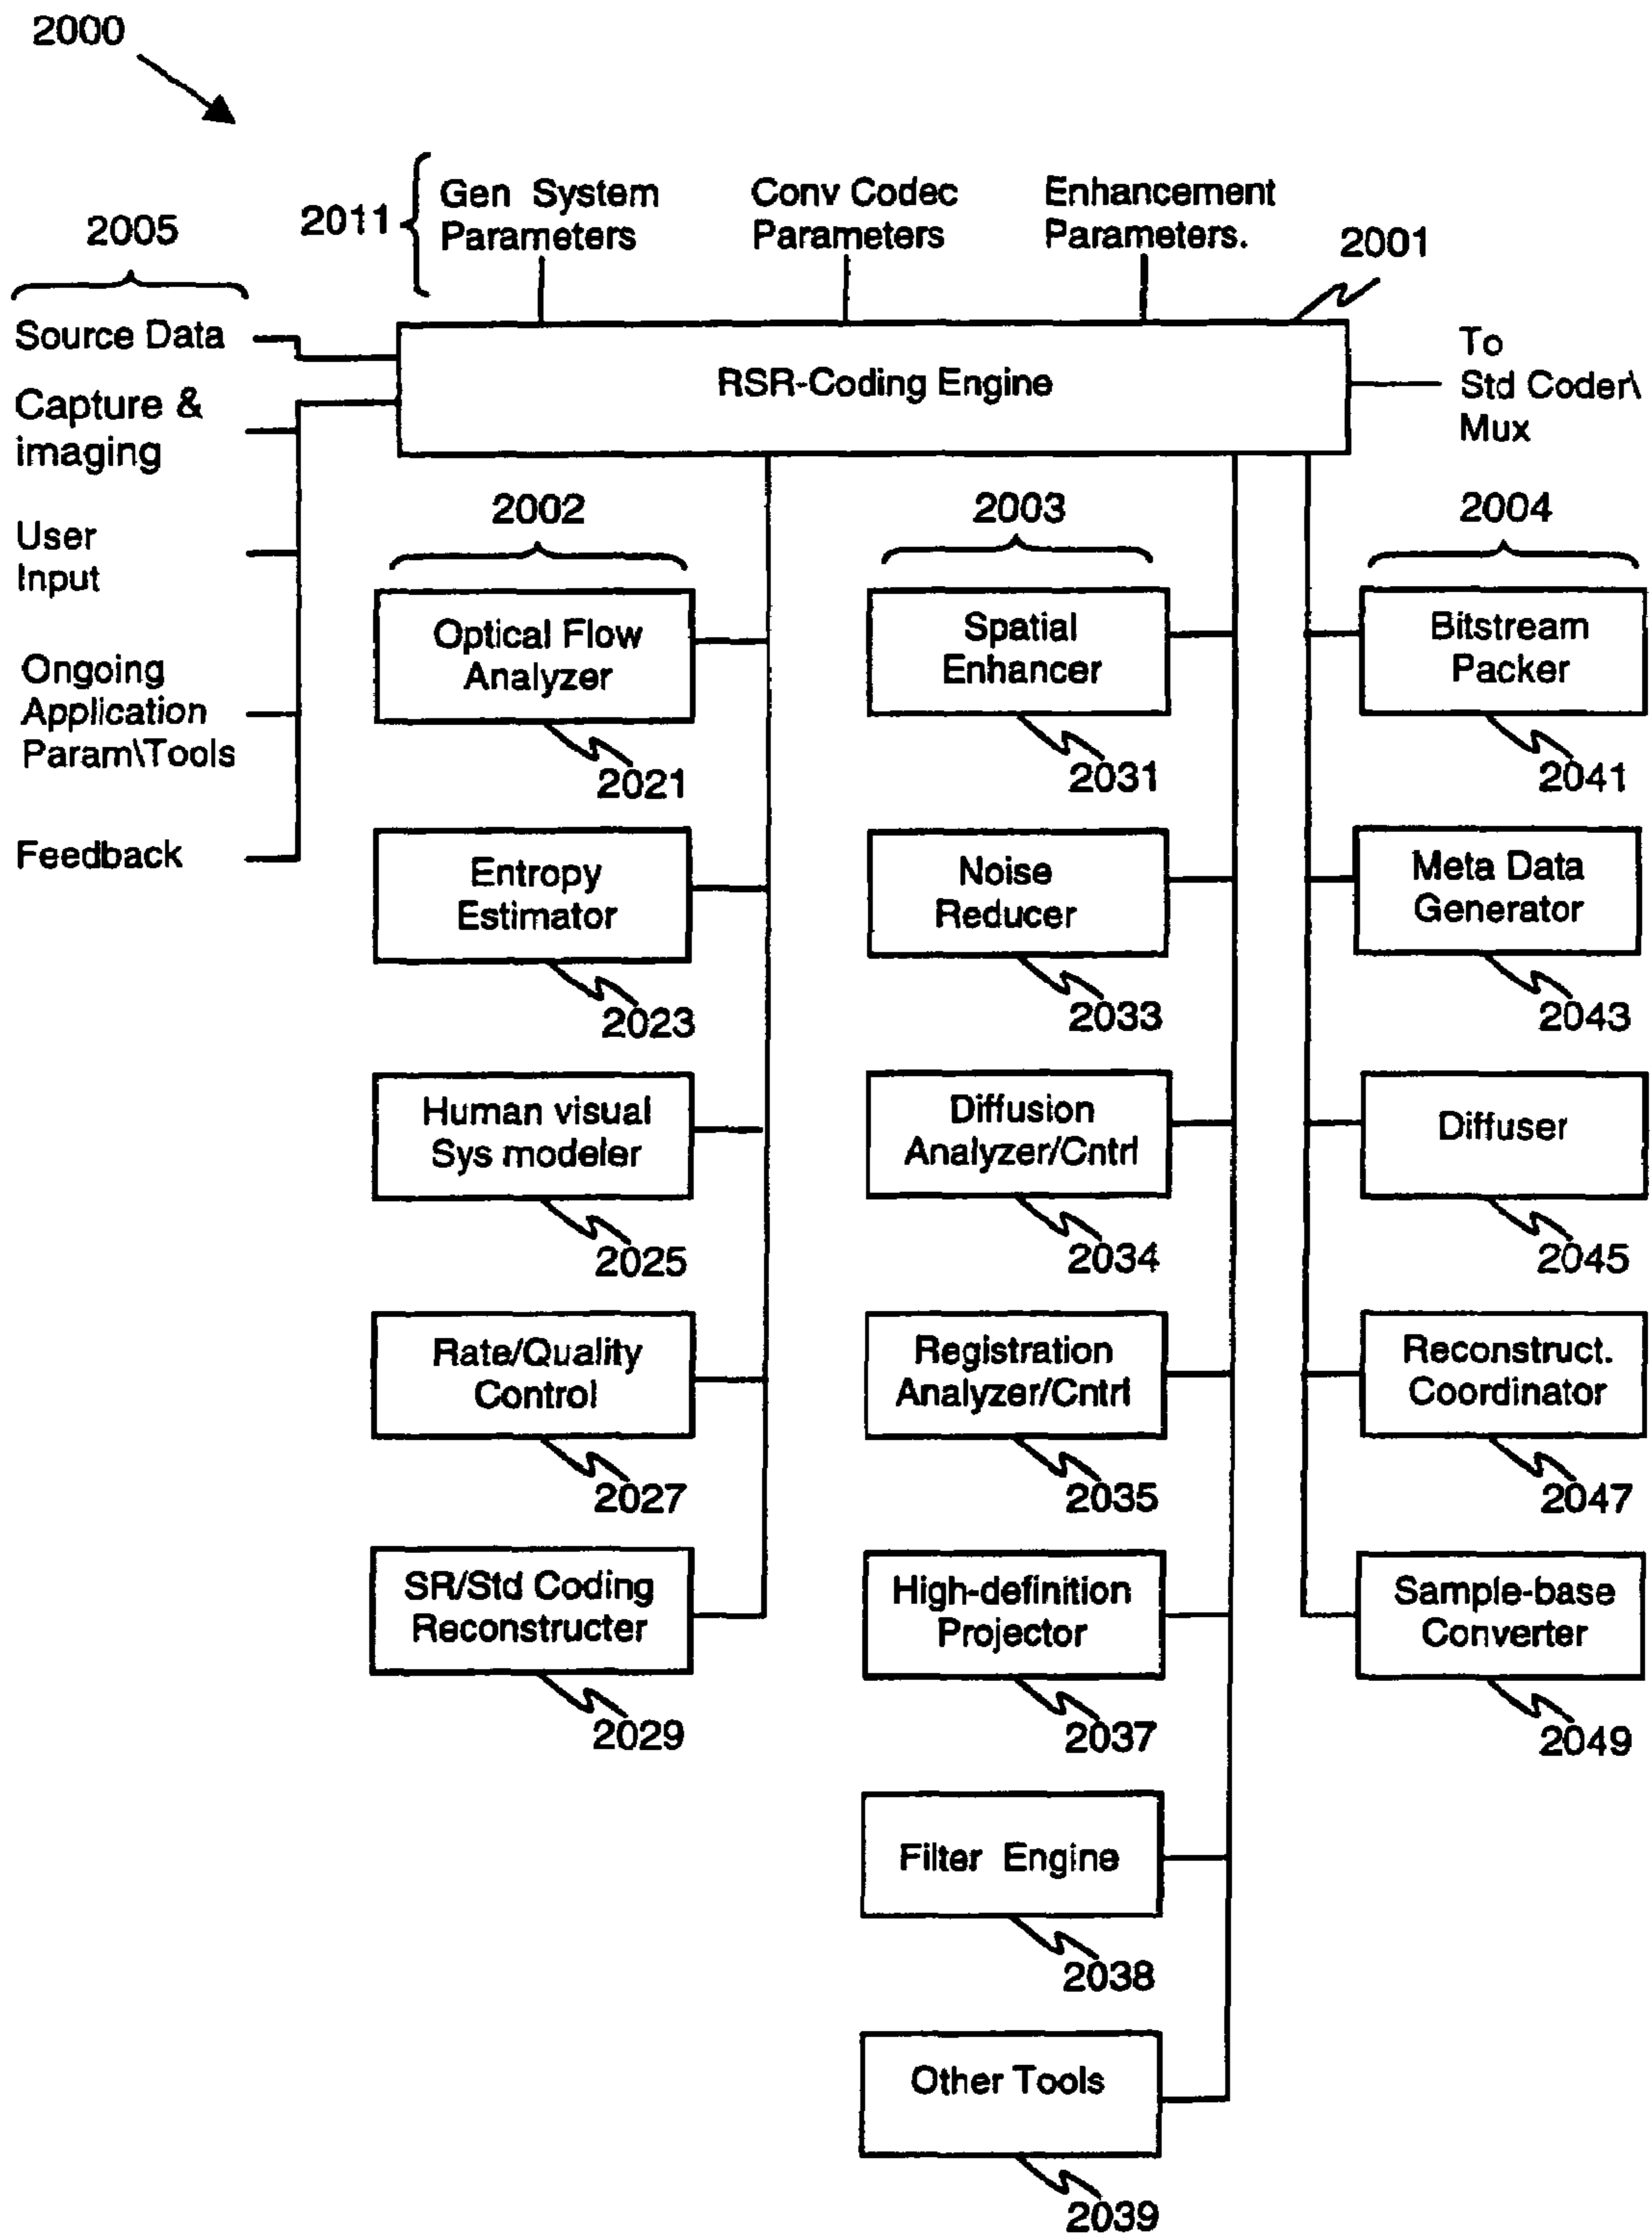 2000
2011
Gen System
Parameters
Conv Codec
Parameters
Enhancement
Parameters.
2001
2005
Source Data
Capture &
imaging
User
Input
Ongoing
Application
Param\Tools
Feedback
RSR-Coding Engine
To
Std Coder\
Mux
2002
Optical Flow
Analyzer
2021
Entropy
Estimator
2023
Human visual
Sys modeler
2025
Rate/Quality
Control
2027
SR/Std Coding
Reconstructer
2029
2003
Spatial
Enhancer
2031
Noise
Reducer
2033
Diffusion
Analyzer/Cntrl
2034
Registration
Analyzer/Cntrl
2035
High-definition
Projector
2037
Filter Engine
2038
Other Tools
2039
2004
Bitstream
Packer
2041
Meta Data
Generator
2043
Diffuser
2045
Reconstruct.
Coordinator
2047
Sample-base
Converter
2049